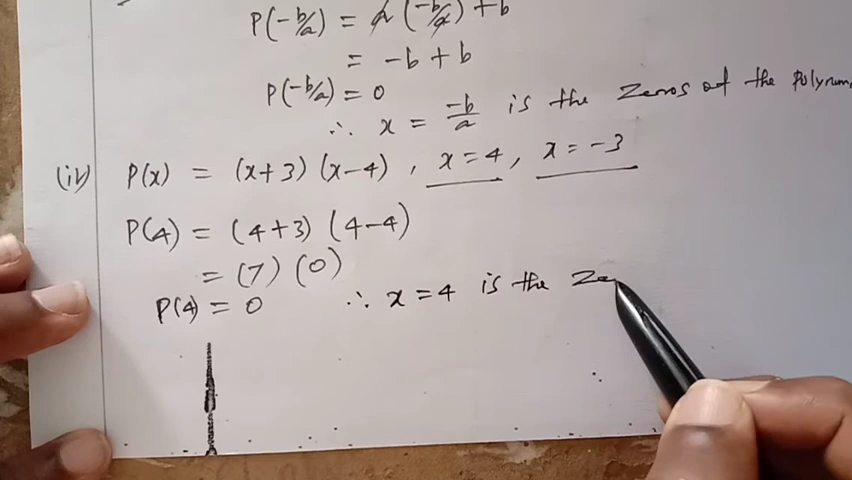 P(-b/a) = a (-b/a) + b
= -b + b
P(-b/a) = 0
∴ x = -b/a is the Zeros of the polynom
(iv) P(x) = (x+3) (x-4) , x=4 , x = -3
P(4) = (4+3) (4-4)
= (7) (0)
P(4) = 0 ∴ x = 4 is the Ze